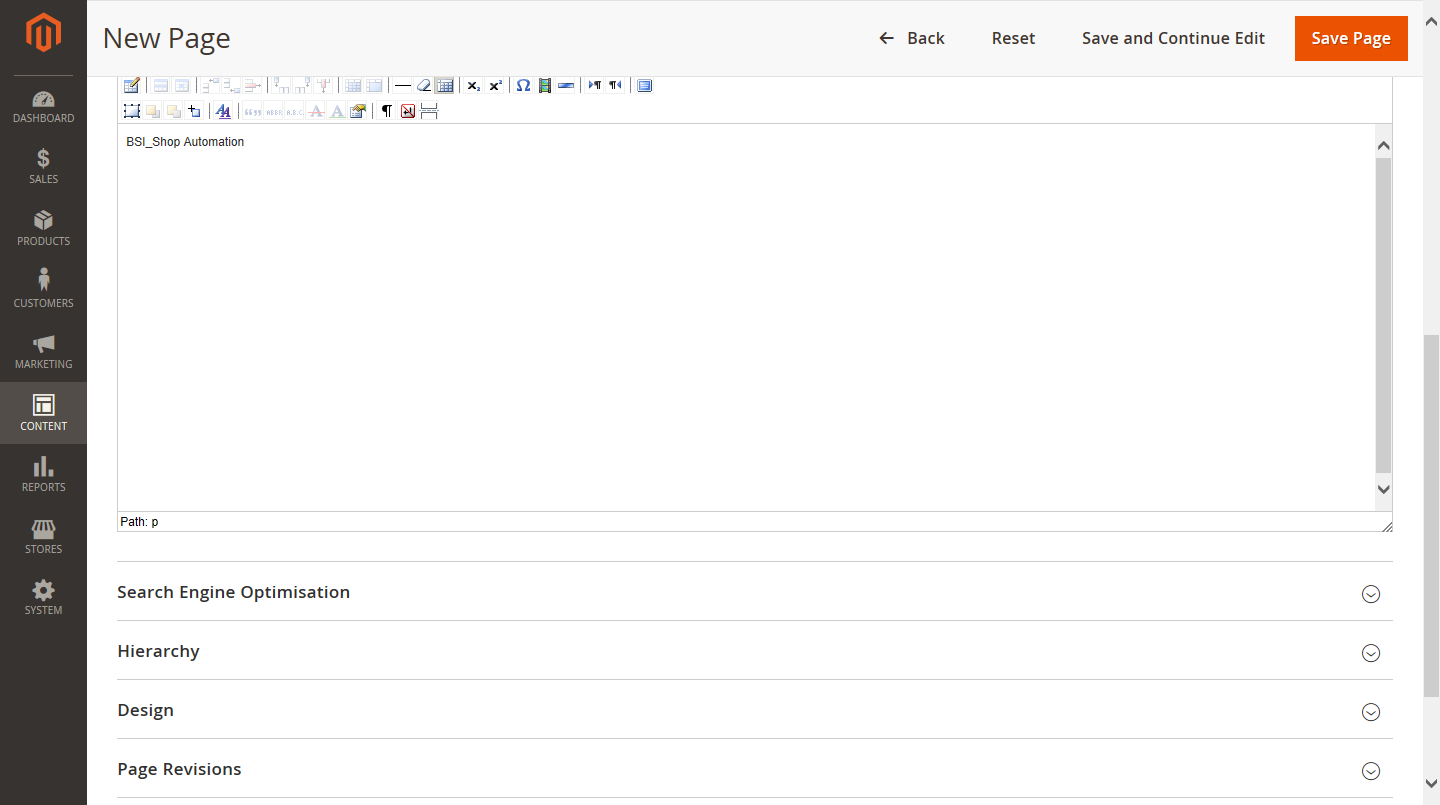 New Page
Back
Reset
Save and Continue Edit
Save Page
DASHBOARD
SALES
PRODUCTS
CUSTOMERS
MARKETING
CONTENT
REPORTS
STORES
SYSTEM
BSI_Shop Automation
Path: p
Search Engine Optimisation
Hierarchy
Design
Page Revisions